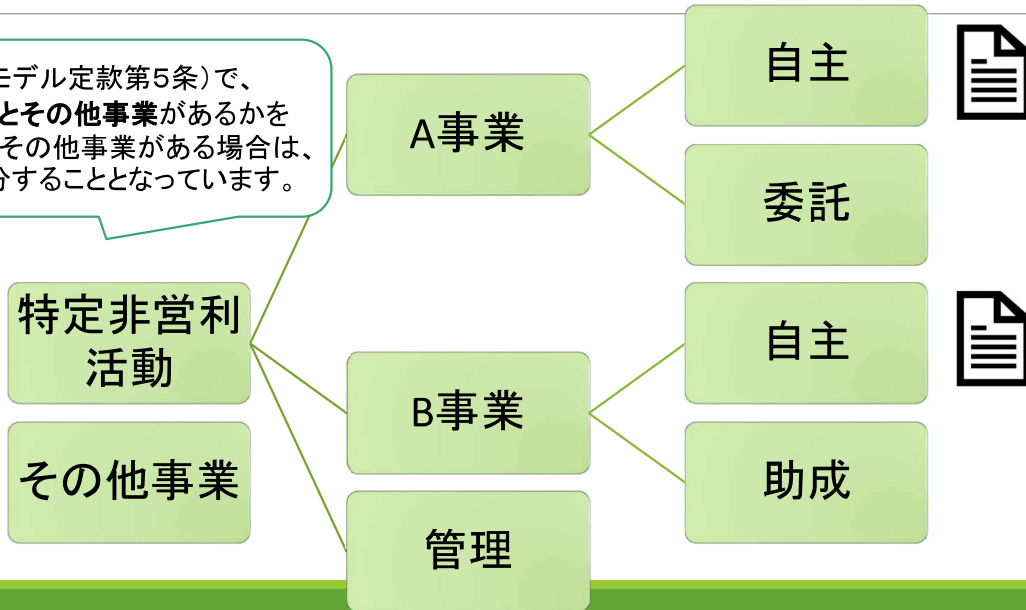 モデル定款第5条)で、
とその他事業があるかを
その他事業がある場合は、
分することとなっています。
特定非営利
活動
その他事業
A事業
B事業
管理
自主
委託
自主
助成